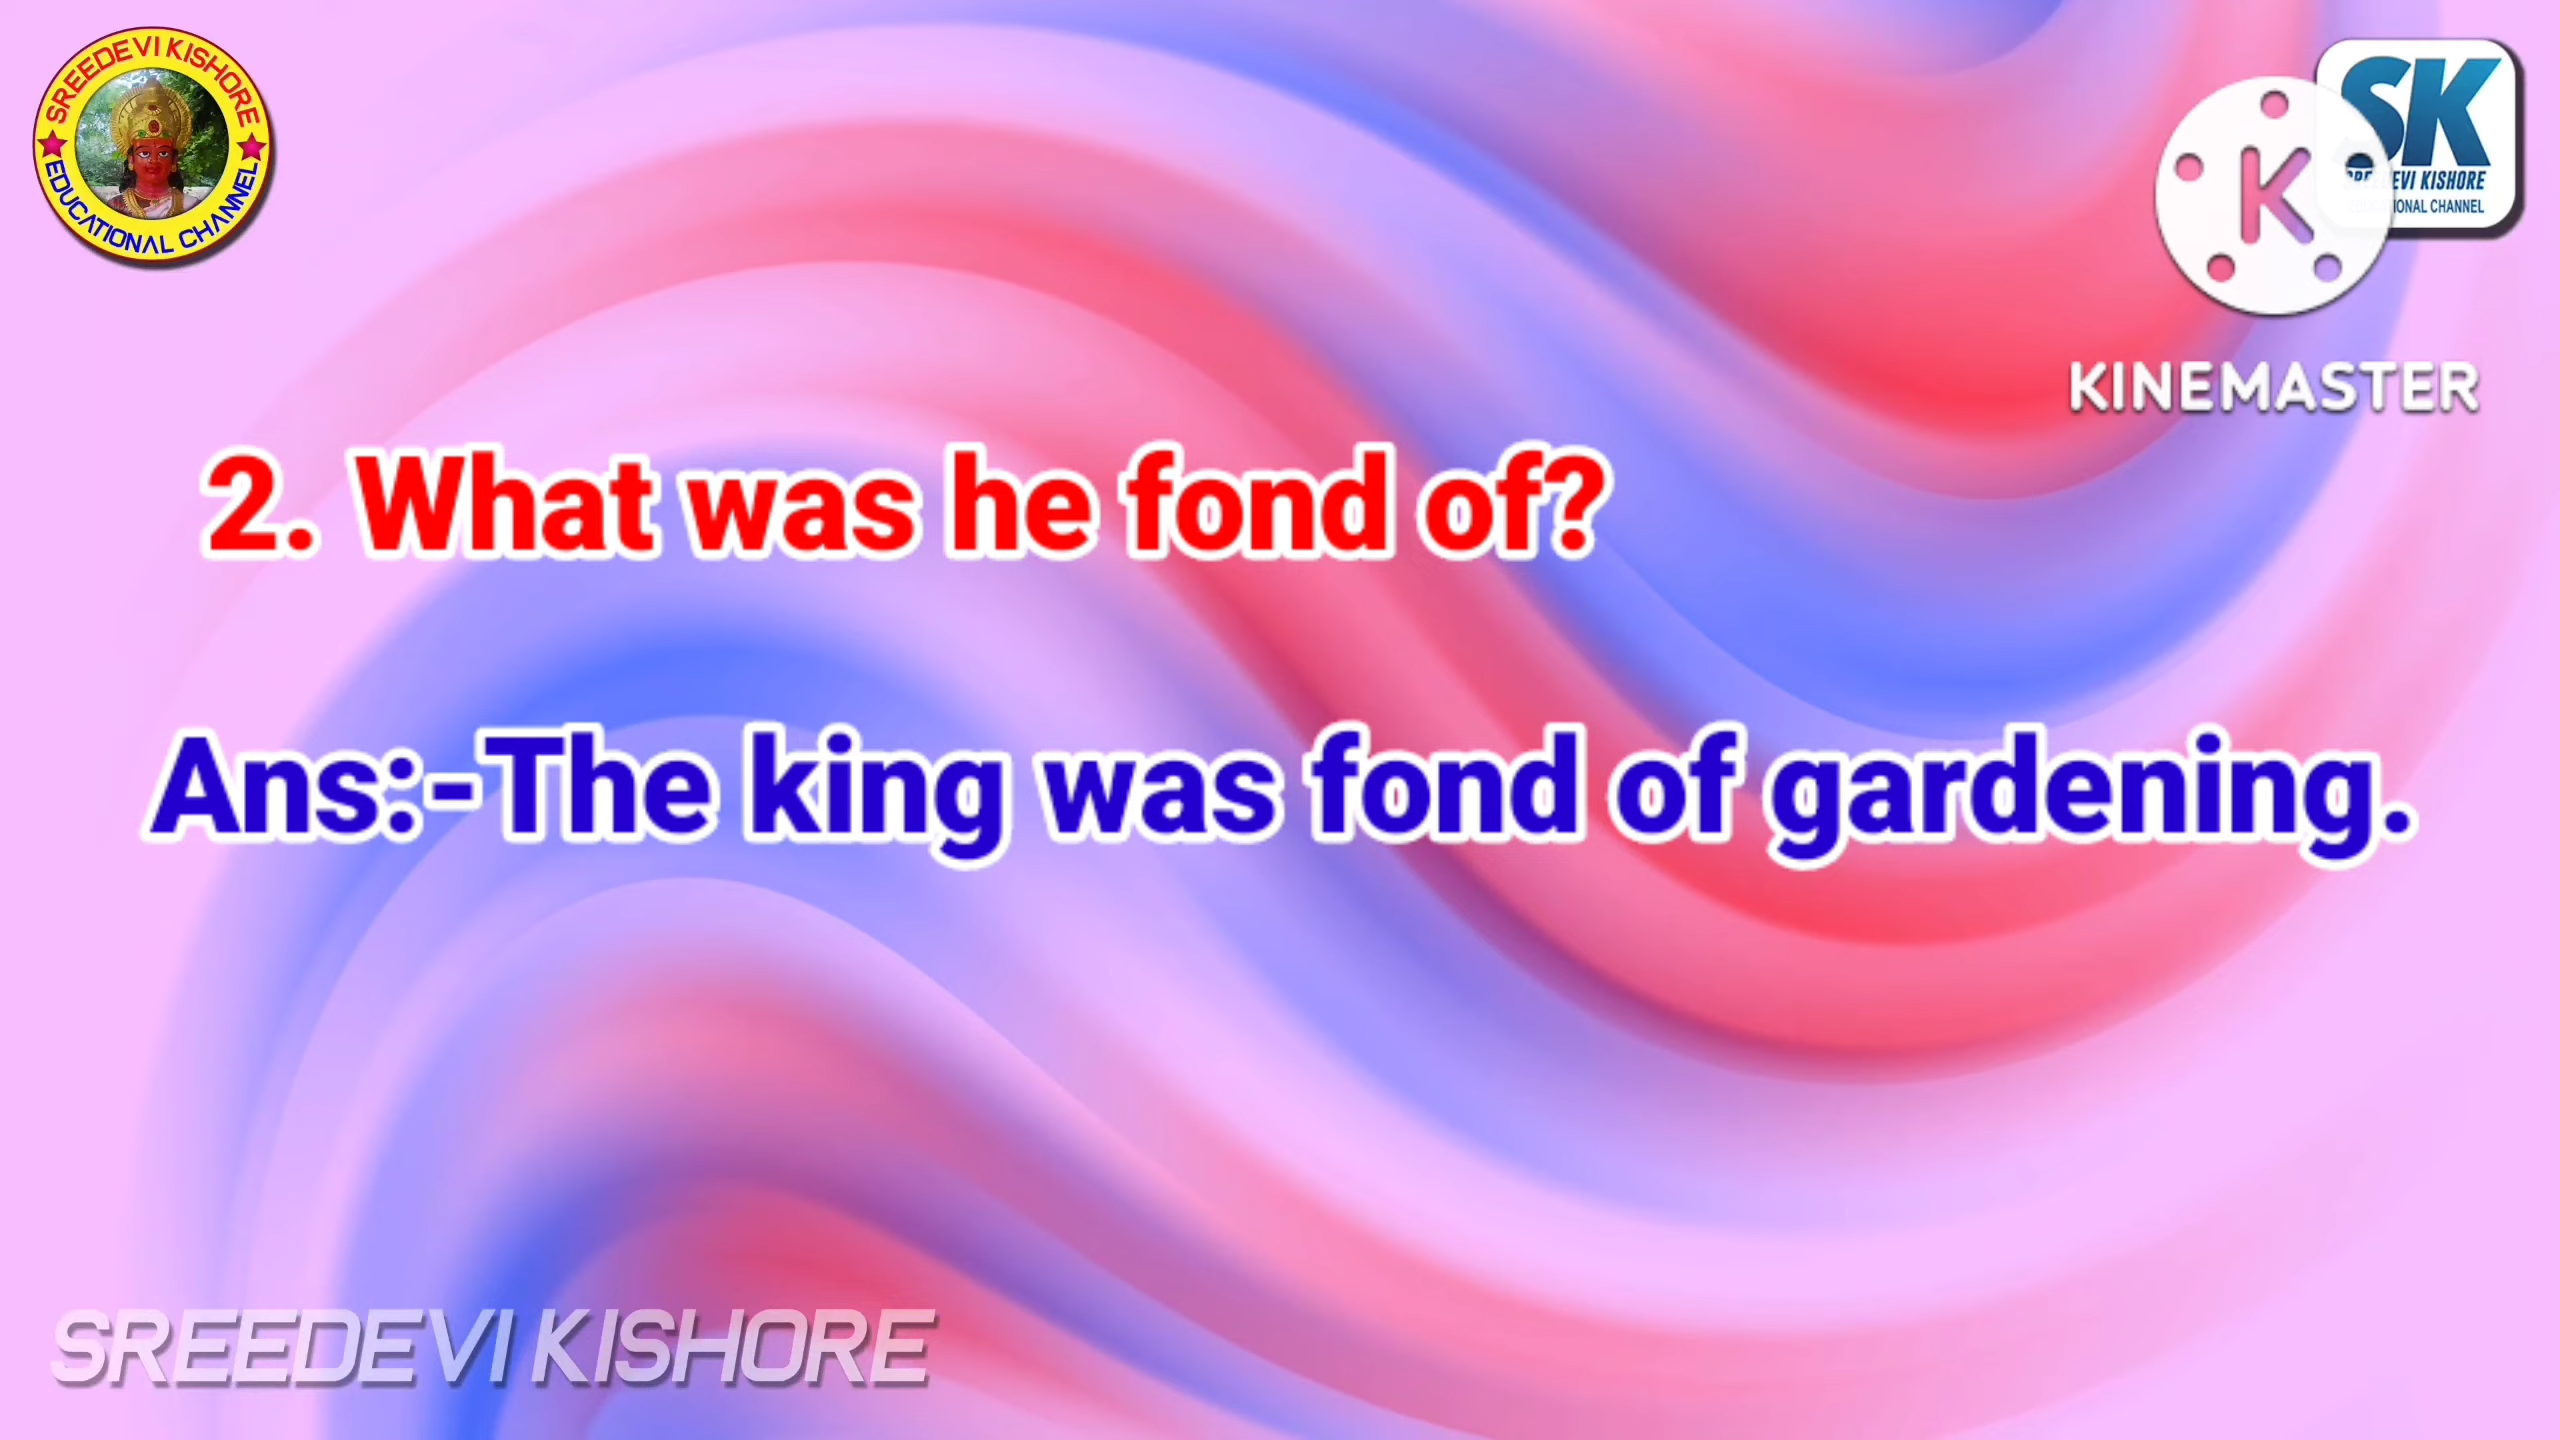 SREEDEVI KISHORE
EDUCATIONAL CHANNEL
SK
KISHORE
CHANNEL
K
KINEMASTER
2. What was he fond of?
Ans:-The king was fond of gardening.
SREEDEVI KISHORE